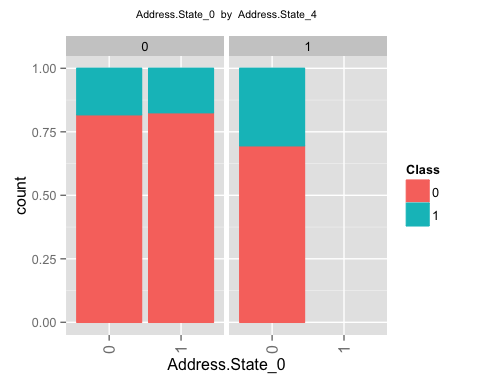 Address.State_0 by Address.State_4
0 1
1.00
0.75
0.50
0.25
0.00
count
0 1 0 1
Address.State_0
Class
0
1